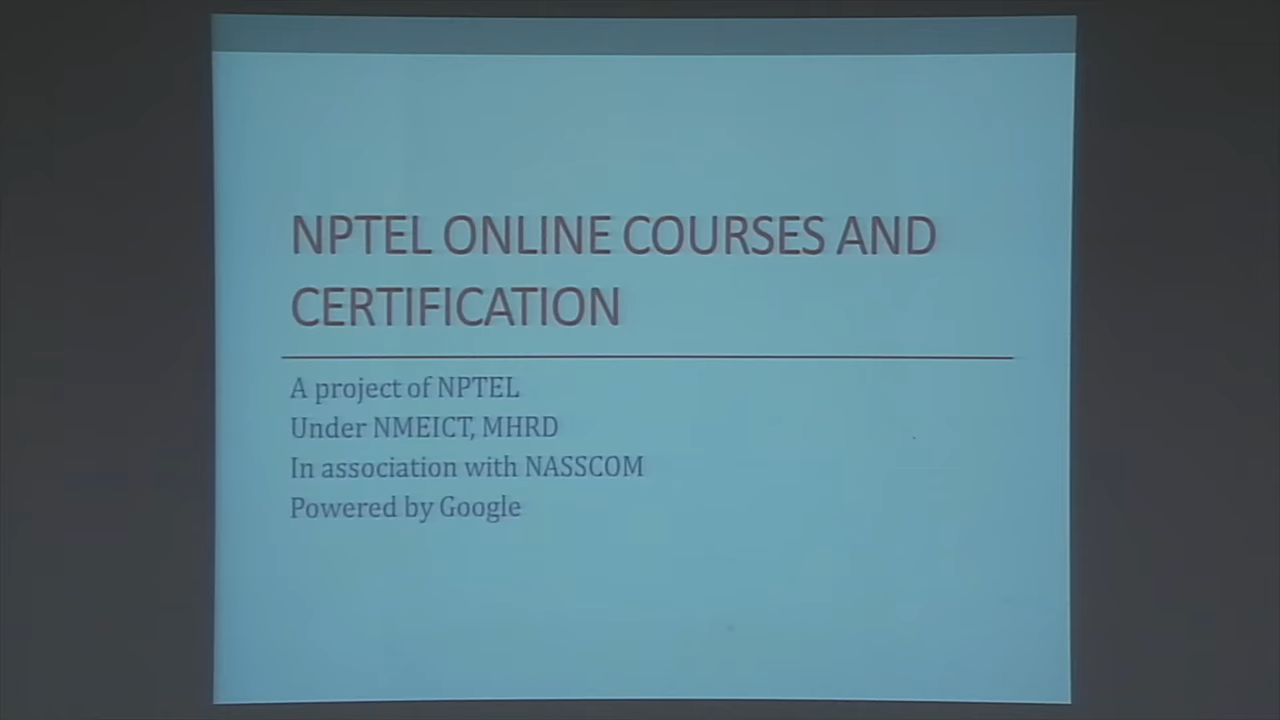 NPTEL ONLINE COURSES AND
CERTIFICATION
A project of NPTEL
Under NMEICT, MHRD
In association with NASSCOM
Powered by Google